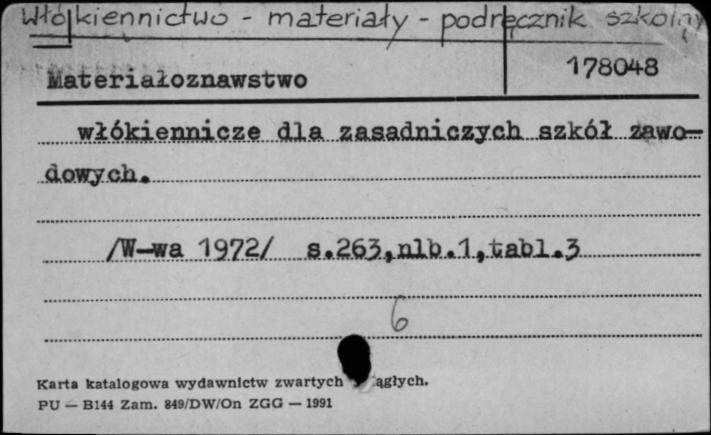 Włókiennictwo - materiały - podręcznik szkolny
Materiałoznawstwo 178048
włókiennicze dla zasadniczych szkół zawo-
dowych.
/W-wa 1972/ s.263,nlb.1,tabl.3
6
Karta katalogowa wydawnictw zwartych ągłych.
PU — B144 Zam. 849/DW/On ZGG — 1991